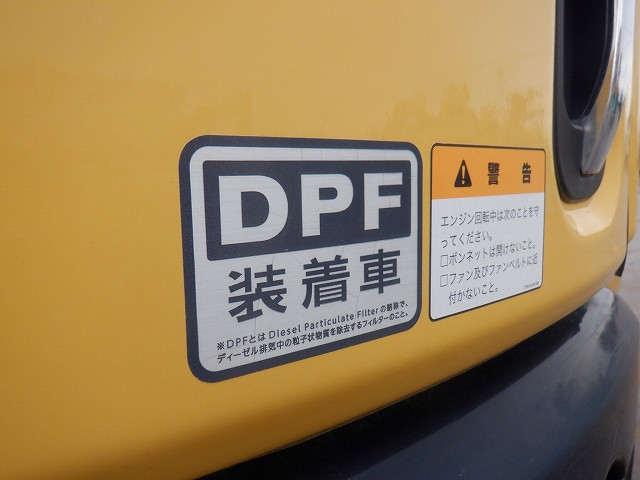 DPF
装着車
※DPFとはDiesel Particulate Filterの略称で、
ディーゼル排気中の粒子状物質を除去するフィルターのこと。
警告
エンジン回転中は次のことを守
ってください。
□ボンネットは開けないこと。
□ファン及びファンベルトに近
付かないこと。